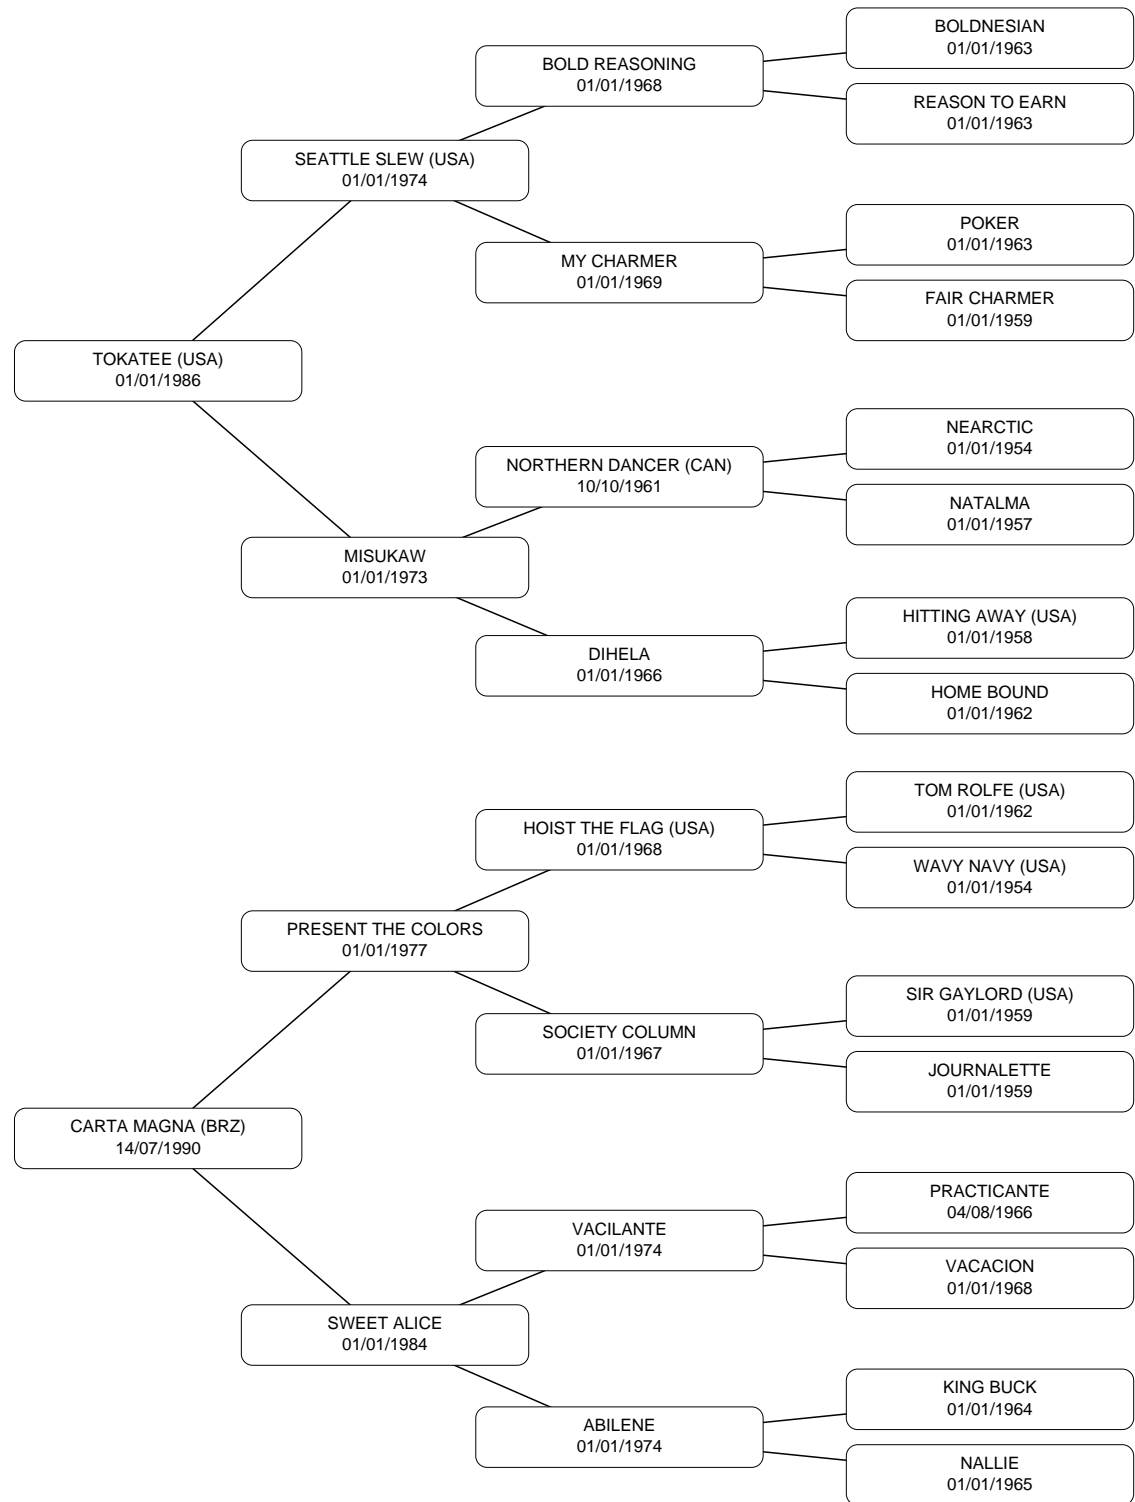 BOLDNESIAN
01/01/1963
BOLD REASONING
01/01/1968
REASON TO EARN
01/01/1963
SEATTLE SLEW (USA)
01/01/1974
POKER
01/01/1963
MY CHARMER
01/01/1969
FAIR CHARMER
01/01/1959
TOKATEE (USA)
01/01/1986
NEARCTIC
01/01/1954
NORTHERN DANCER (CAN)
10/10/1961
NATALMA
01/01/1957
MISUKAW
01/01/1973
HITTING AWAY (USA)
01/01/1958
DIHELA
01/01/1966
HOME BOUND
01/01/1962
TOM ROLFE (USA)
01/01/1962
HOIST THE FLAG (USA)
01/01/1968
WAVY NAVY (USA)
01/01/1954
PRESENT THE COLORS
01/01/1977
SIR GAYLORD (USA)
01/01/1959
SOCIETY COLUMN
01/01/1967
JOURNALETTE
01/01/1959
CARTA MAGNA (BRZ)
14/07/1990
PRACTICANTE
04/08/1966
VACILANTE
01/01/1974
VACACION
01/01/1968
SWEET ALICE
01/01/1984
KING BUCK
01/01/1964
ABILENE
01/01/1974
NALLIE
01/01/1965